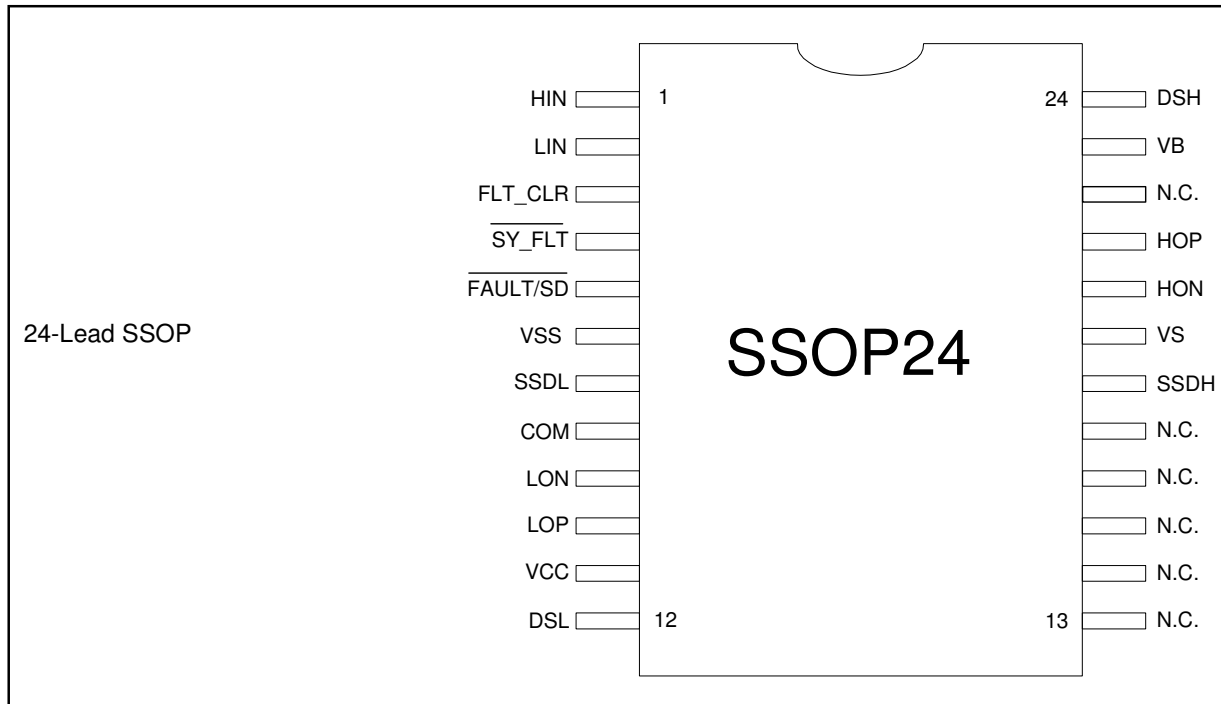 HIN 1 24 DSH
LIN VB
FLT_CLR N.C.
SY_FLT HOP
FAULT/SD HON
24-Lead SSOP VSS SSOP24 VS
SSDL SSDH
COM N.C.
LON N.C.
LOP N.C.
VCC N.C.
DSL 12 13 N.C.